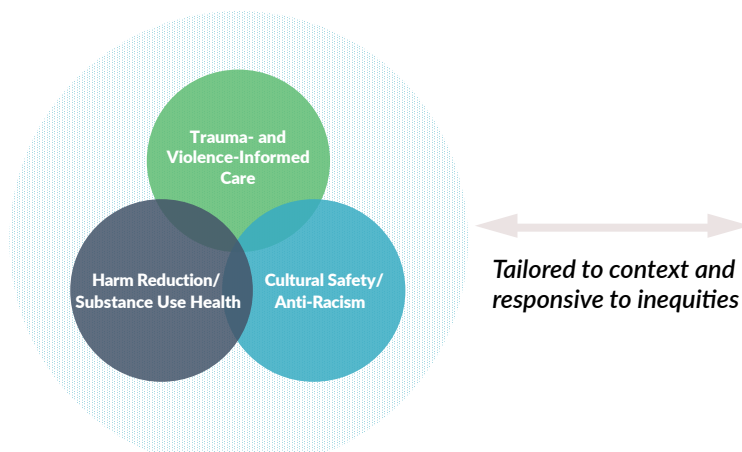 Trauma- and
Violence-Informed
Care
Harm Reduction/
Substance Use Health
Cultural Safety/
Anti-Racism
Tailored to context and
responsive to inequities